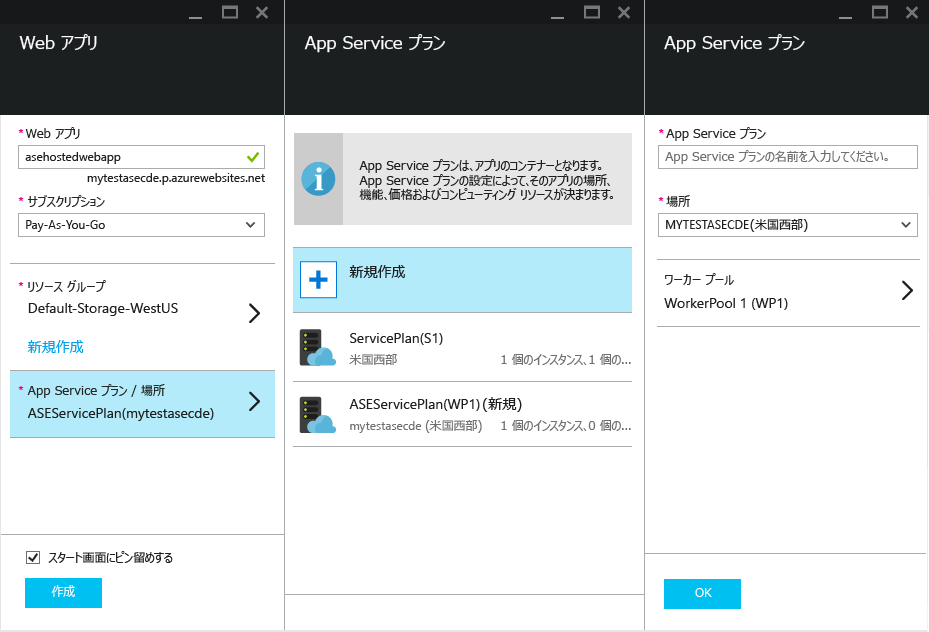 Web アプリ
* Web アプリ
asehostedwebapp
mytestasecde.p.azurewebsites.net
* サブスクリプション
Pay-As-You-Go
* リソース グループ
Default-Storage-WestUS
新規作成
* App Service プラン / 場所
ASEServicePlan(mytestasecde)
スタート画面にピン留めする
作成
App Service プラン
App Service プランは、アプリのコンテナーとなります。
App Service プランの設定によって、そのアプリの場所、
機能、価格およびコンピューティング リソースが決まります。
新規作成
ServicePlan(S1)
米国西部 1 個のインスタンス、1 個の...
ASEServicePlan(WP1) (新規)
mytestasecde (米国西部) 1 個のインスタンス、0 個の...
App Service プラン
* App Service プラン
App Service プランの名前を入力してください。
* 場所
MYTESTASECDE(米国西部)
ワーカー プール
WorkerPool 1 (WP1)
OK